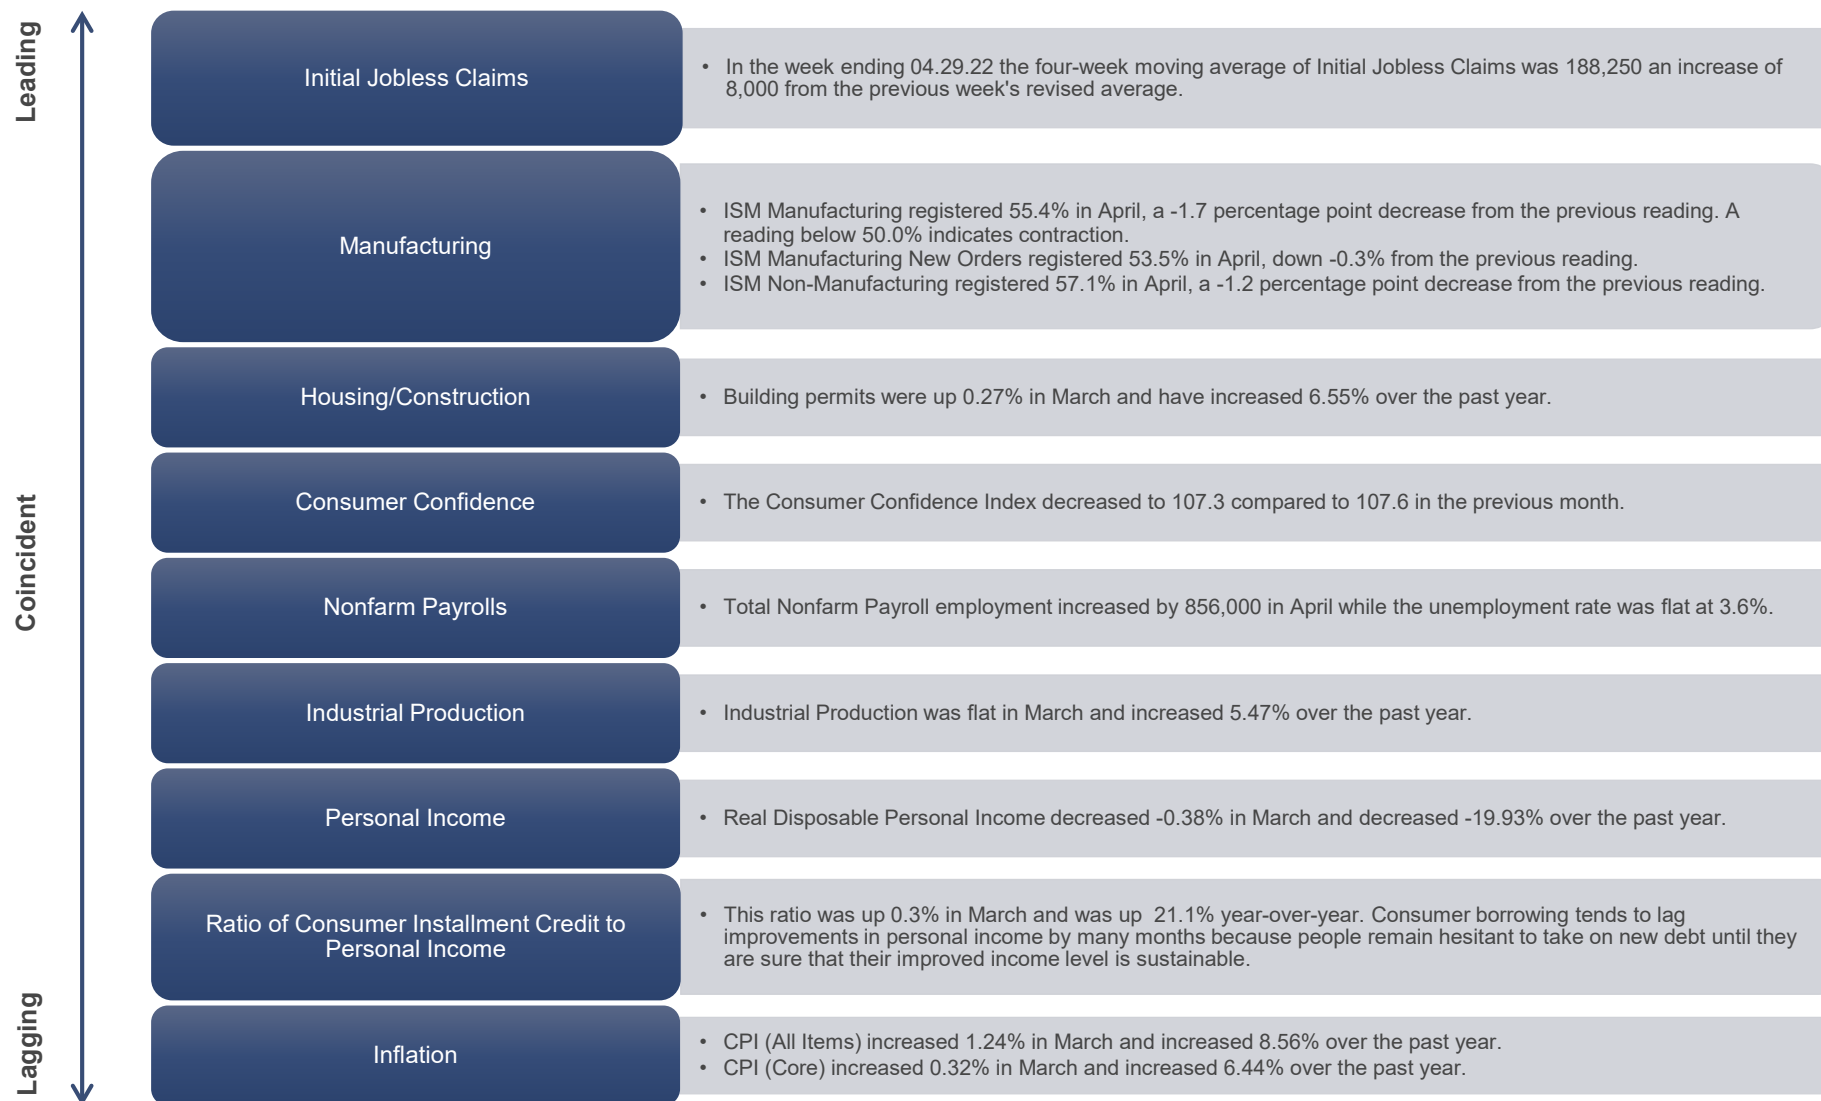 Leading
Initial Jobless Claims
• In the week ending 04.29.22 the four-week moving average of Initial Jobless Claims was 188,250 an increase of
8,000 from the previous week's revised average.
Manufacturing
• ISM Manufacturing registered 55.4% in April, a -1.7 percentage point decrease from the previous reading. A
reading below 50.0% indicates contraction.
• ISM Manufacturing New Orders registered 53.5% in April, down -0.3% from the previous reading.
• ISM Non-Manufacturing registered 57.1% in April, a -1.2 percentage point decrease from the previous reading.
Housing/Construction
• Building permits were up 0.27% in March and have increased 6.55% over the past year.
Coincident
Consumer Confidence
• The Consumer Confidence Index decreased to 107.3 compared to 107.6 in the previous month.
Nonfarm Payrolls
• Total Nonfarm Payroll employment increased by 856,000 in April while the unemployment rate was flat at 3.6%.
Industrial Production
• Industrial Production was flat in March and increased 5.47% over the past year.
Personal Income
• Real Disposable Personal Income decreased -0.38% in March and decreased -19.93% over the past year.
Ratio of Consumer Installment Credit to
Personal Income
• This ratio was up 0.3% in March and was up  21.1% year-over-year. Consumer borrowing tends to lag
improvements in personal income by many months because people remain hesitant to take on new debt until they
are sure that their improved income level is sustainable.
Lagging
Inflation
• CPI (All Items) increased 1.24% in March and increased 8.56% over the past year.
• CPI (Core) increased 0.32% in March and increased 6.44% over the past year.